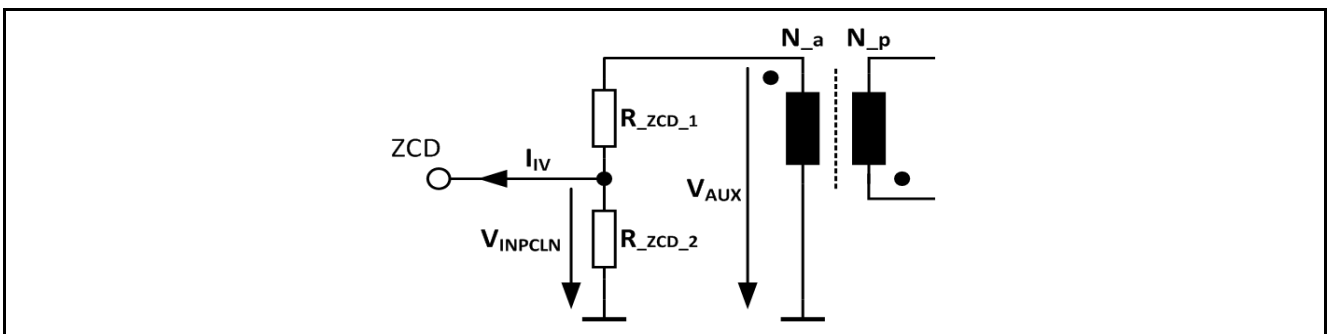 N_a N_p
R_ZCD_1
ZCD
I_IV
V_AUX
V_INPCLN
R_ZCD_2